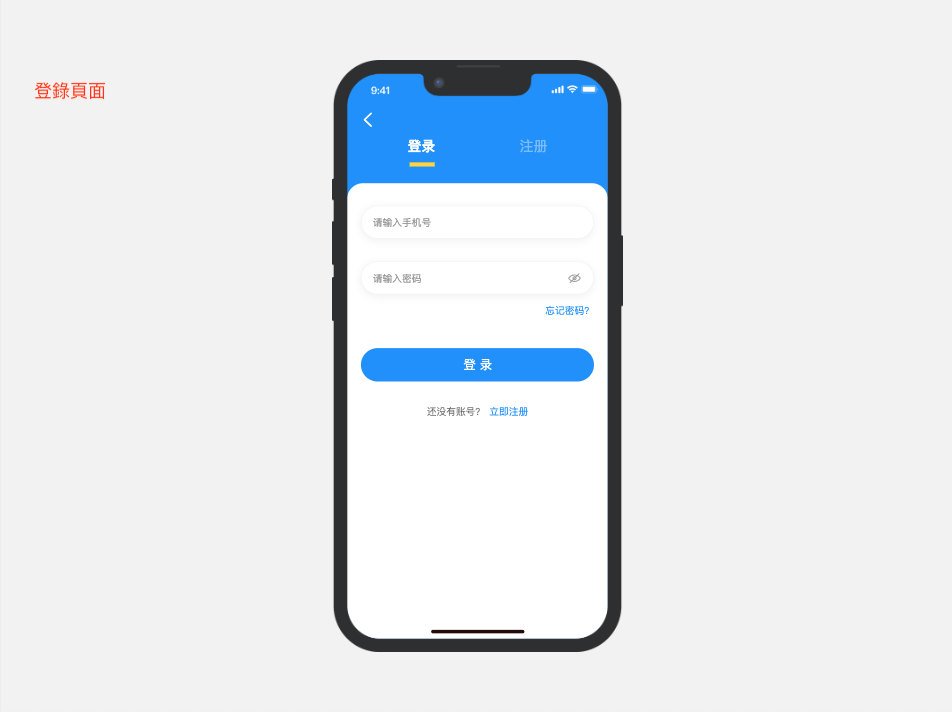 登錄頁面
9:41
登录 注册
请输入手机号
请输入密码
忘记密码?
登 录
还没有账号? 立即注册